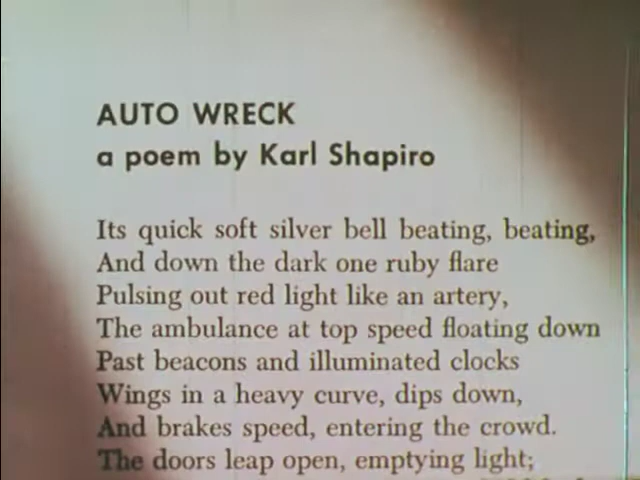 AUTO WRECK
a poem by Karl Shapiro
Its quick soft silver bell beating, beating,
And down the dark one ruby flare
Pulsing out red light like an artery,
The ambulance at top speed floating down
Past beacons and illuminated clocks
Wings in a heavy curve, dips down,
And brakes speed, entering the crowd.
The doors leap open, emptying light;